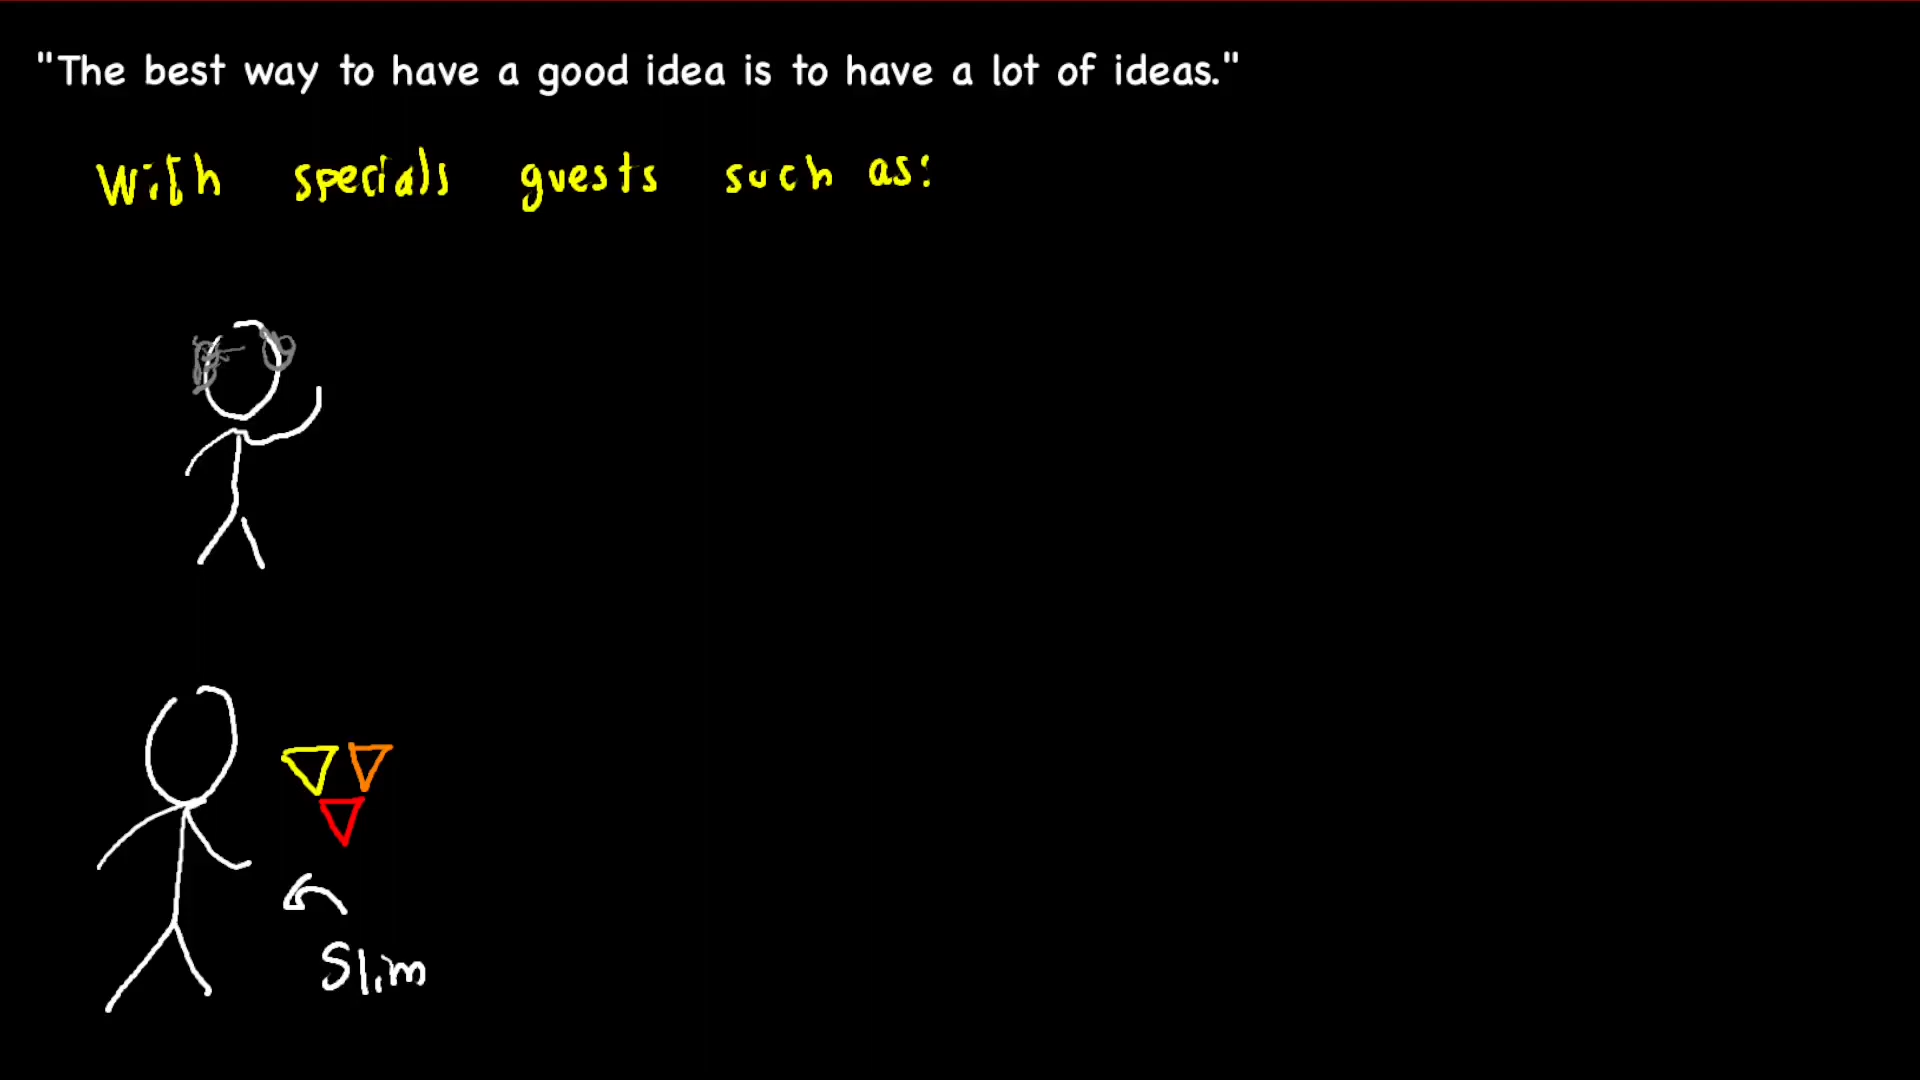 "The best way to have a good idea is to have a lot of ideas."
With specials guests such as:
Slim